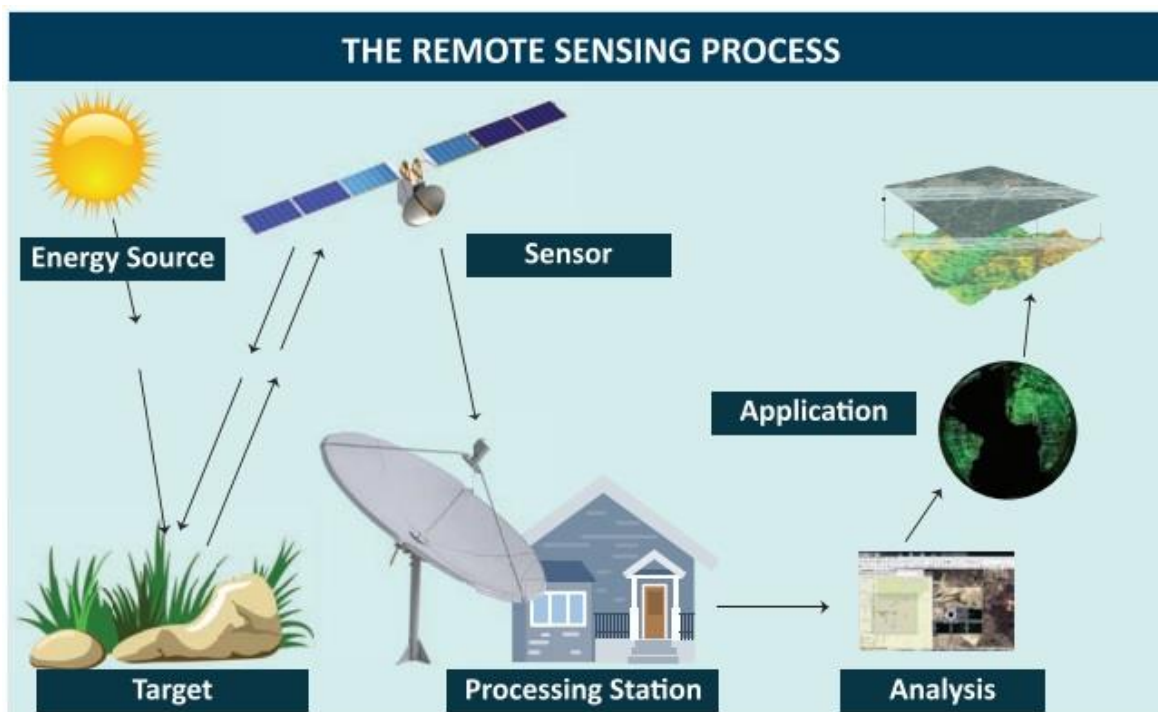 THE REMOTE SENSING PROCESS
Energy Source
Sensor
Application
Target
Processing Station
Analysis